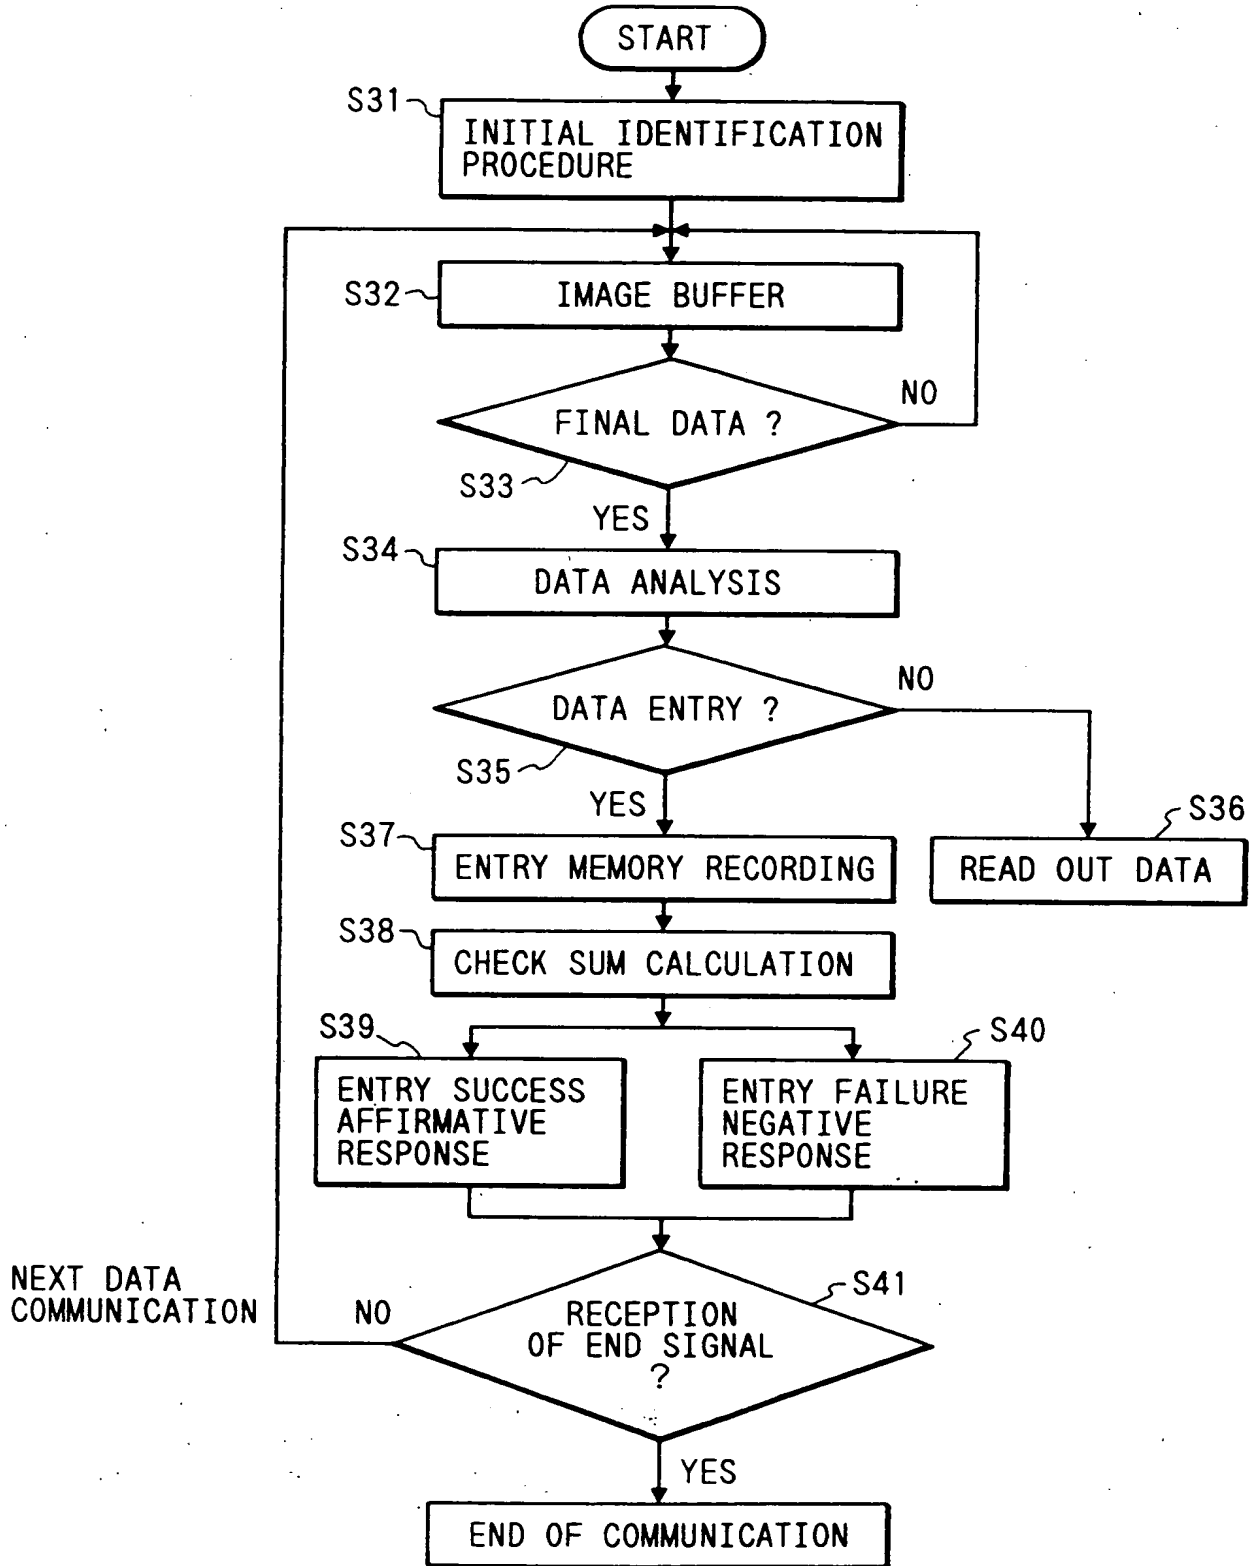 START
S31
INITIAL IDENTIFICATION
PROCEDURE
S32
IMAGE BUFFER
NO
FINAL DATA ?
S33
YES
S34
DATA ANALYSIS
NO
DATA ENTRY ?
S35
YES
S36
S37
ENTRY MEMORY RECORDING
READ OUT DATA
S38
CHECK SUM CALCULATION
S39
S40
ENTRY SUCCESS
AFFIRMATIVE
RESPONSE
ENTRY FAILURE
NEGATIVE
RESPONSE
NEXT DATA
COMMUNICATION
NO
S41
RECEPTION
OF END SIGNAL
?
YES
END OF COMMUNICATION